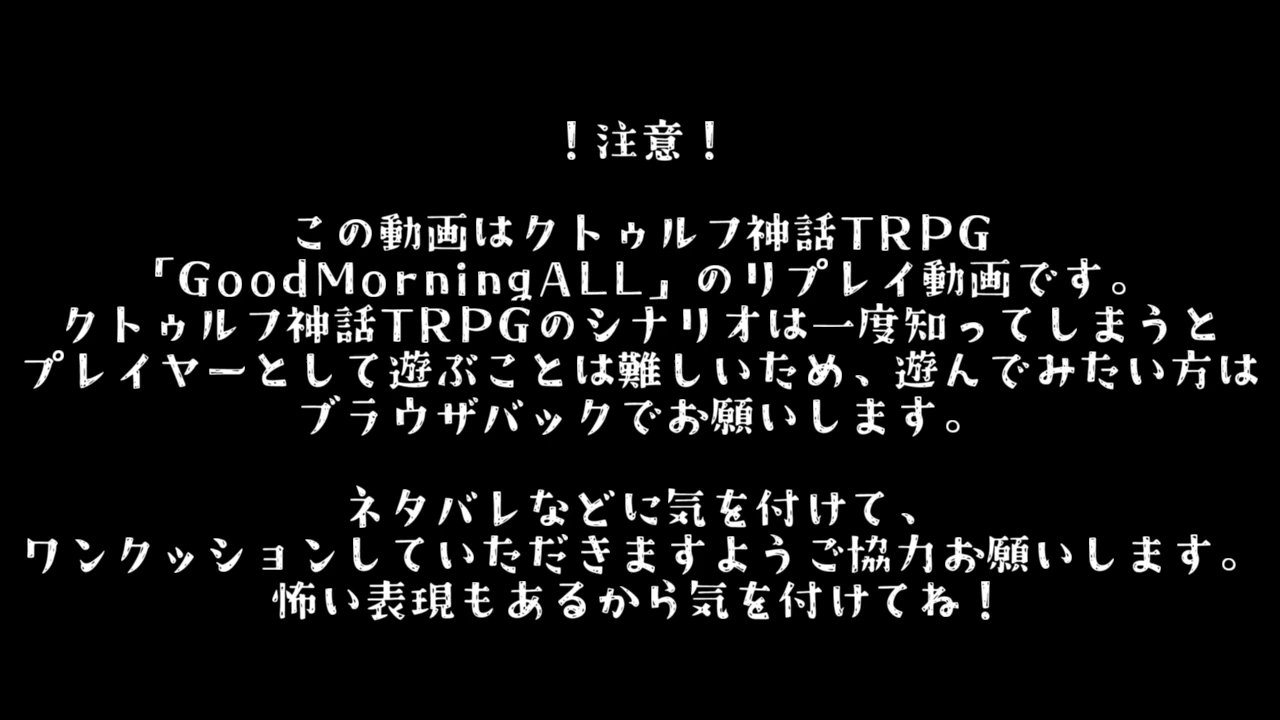 ！注意！
この動画はクトゥルフ神話TRPG
「GoodMorningALL」のリプレイ動画です。
クトゥルフ神話TRPGのシナリオは一度知ってしまうと
プレイヤーとして遊ぶことは難しいため、遊んでみたい方は
ブラウザバックでお願いします。
ネタバレなどに気を付けて、
ワンクッションしていただきますようご協力お願いします。
怖い表現もあるから気を付けてね！